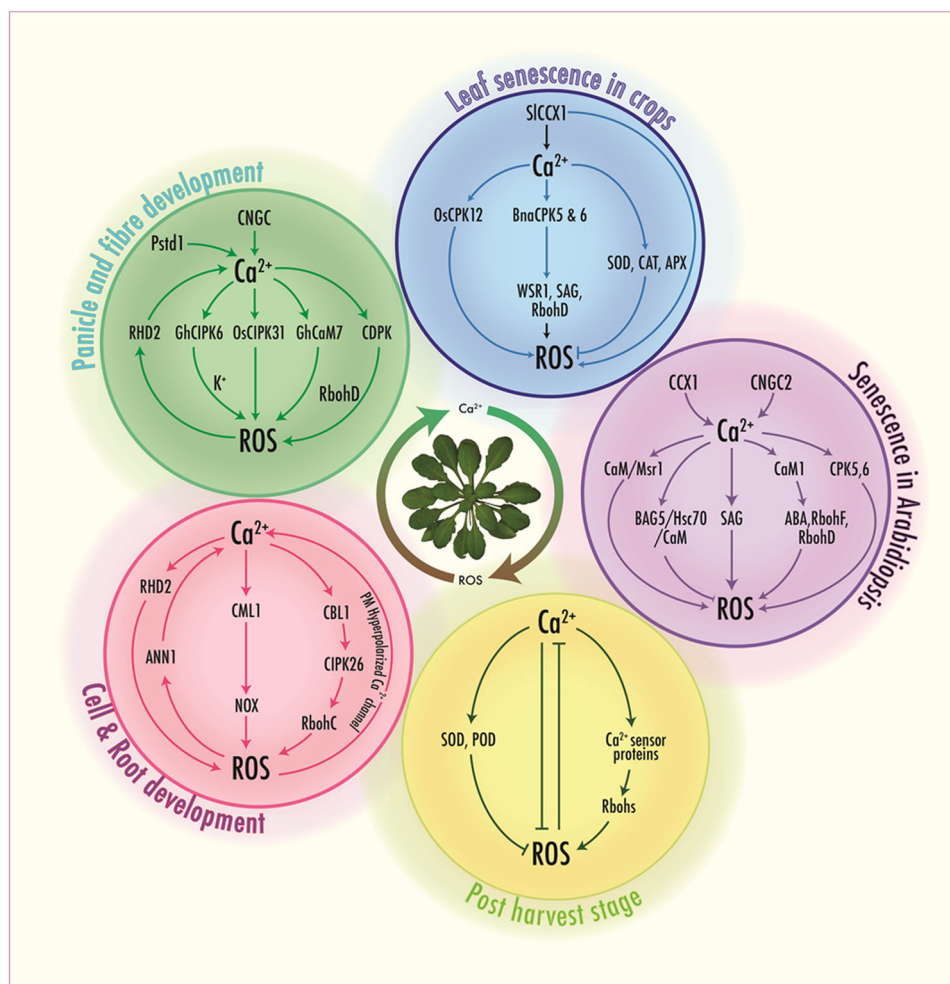 Leaf senescence in crops
SlCCX1
Ca²⁺
OsCPK12
BnaCPK5 & 6
SOD, CAT, APX
WSR1, SAG,
RbohD
ROS
Panicle and fibre development
CNGC
Pstd1
Ca²⁺
RHD2
GhCIPK6
OsCIPK31
GhCaM7
CDPK
K⁺
RbohD
ROS
Senescence in Arabidiopsis
CCX1
CNGC2
Ca²⁺
CaM/Msr1
CaM1
CPK5,6
BAG5/Hsc70
/CaM
SAG
ABA,RbohF,
RbohD
ROS
Ca²⁺
ROS
Cell & Root development
Ca²⁺
RHD2
CML1
CBL1
ANN1
CIPK26
NOX
RbohC
PM Hyperpolarized Ca²⁺ channel
ROS
Ca²⁺
SOD, POD
Ca²⁺ sensor
proteins
Rbohs
ROS
Post harvest stage